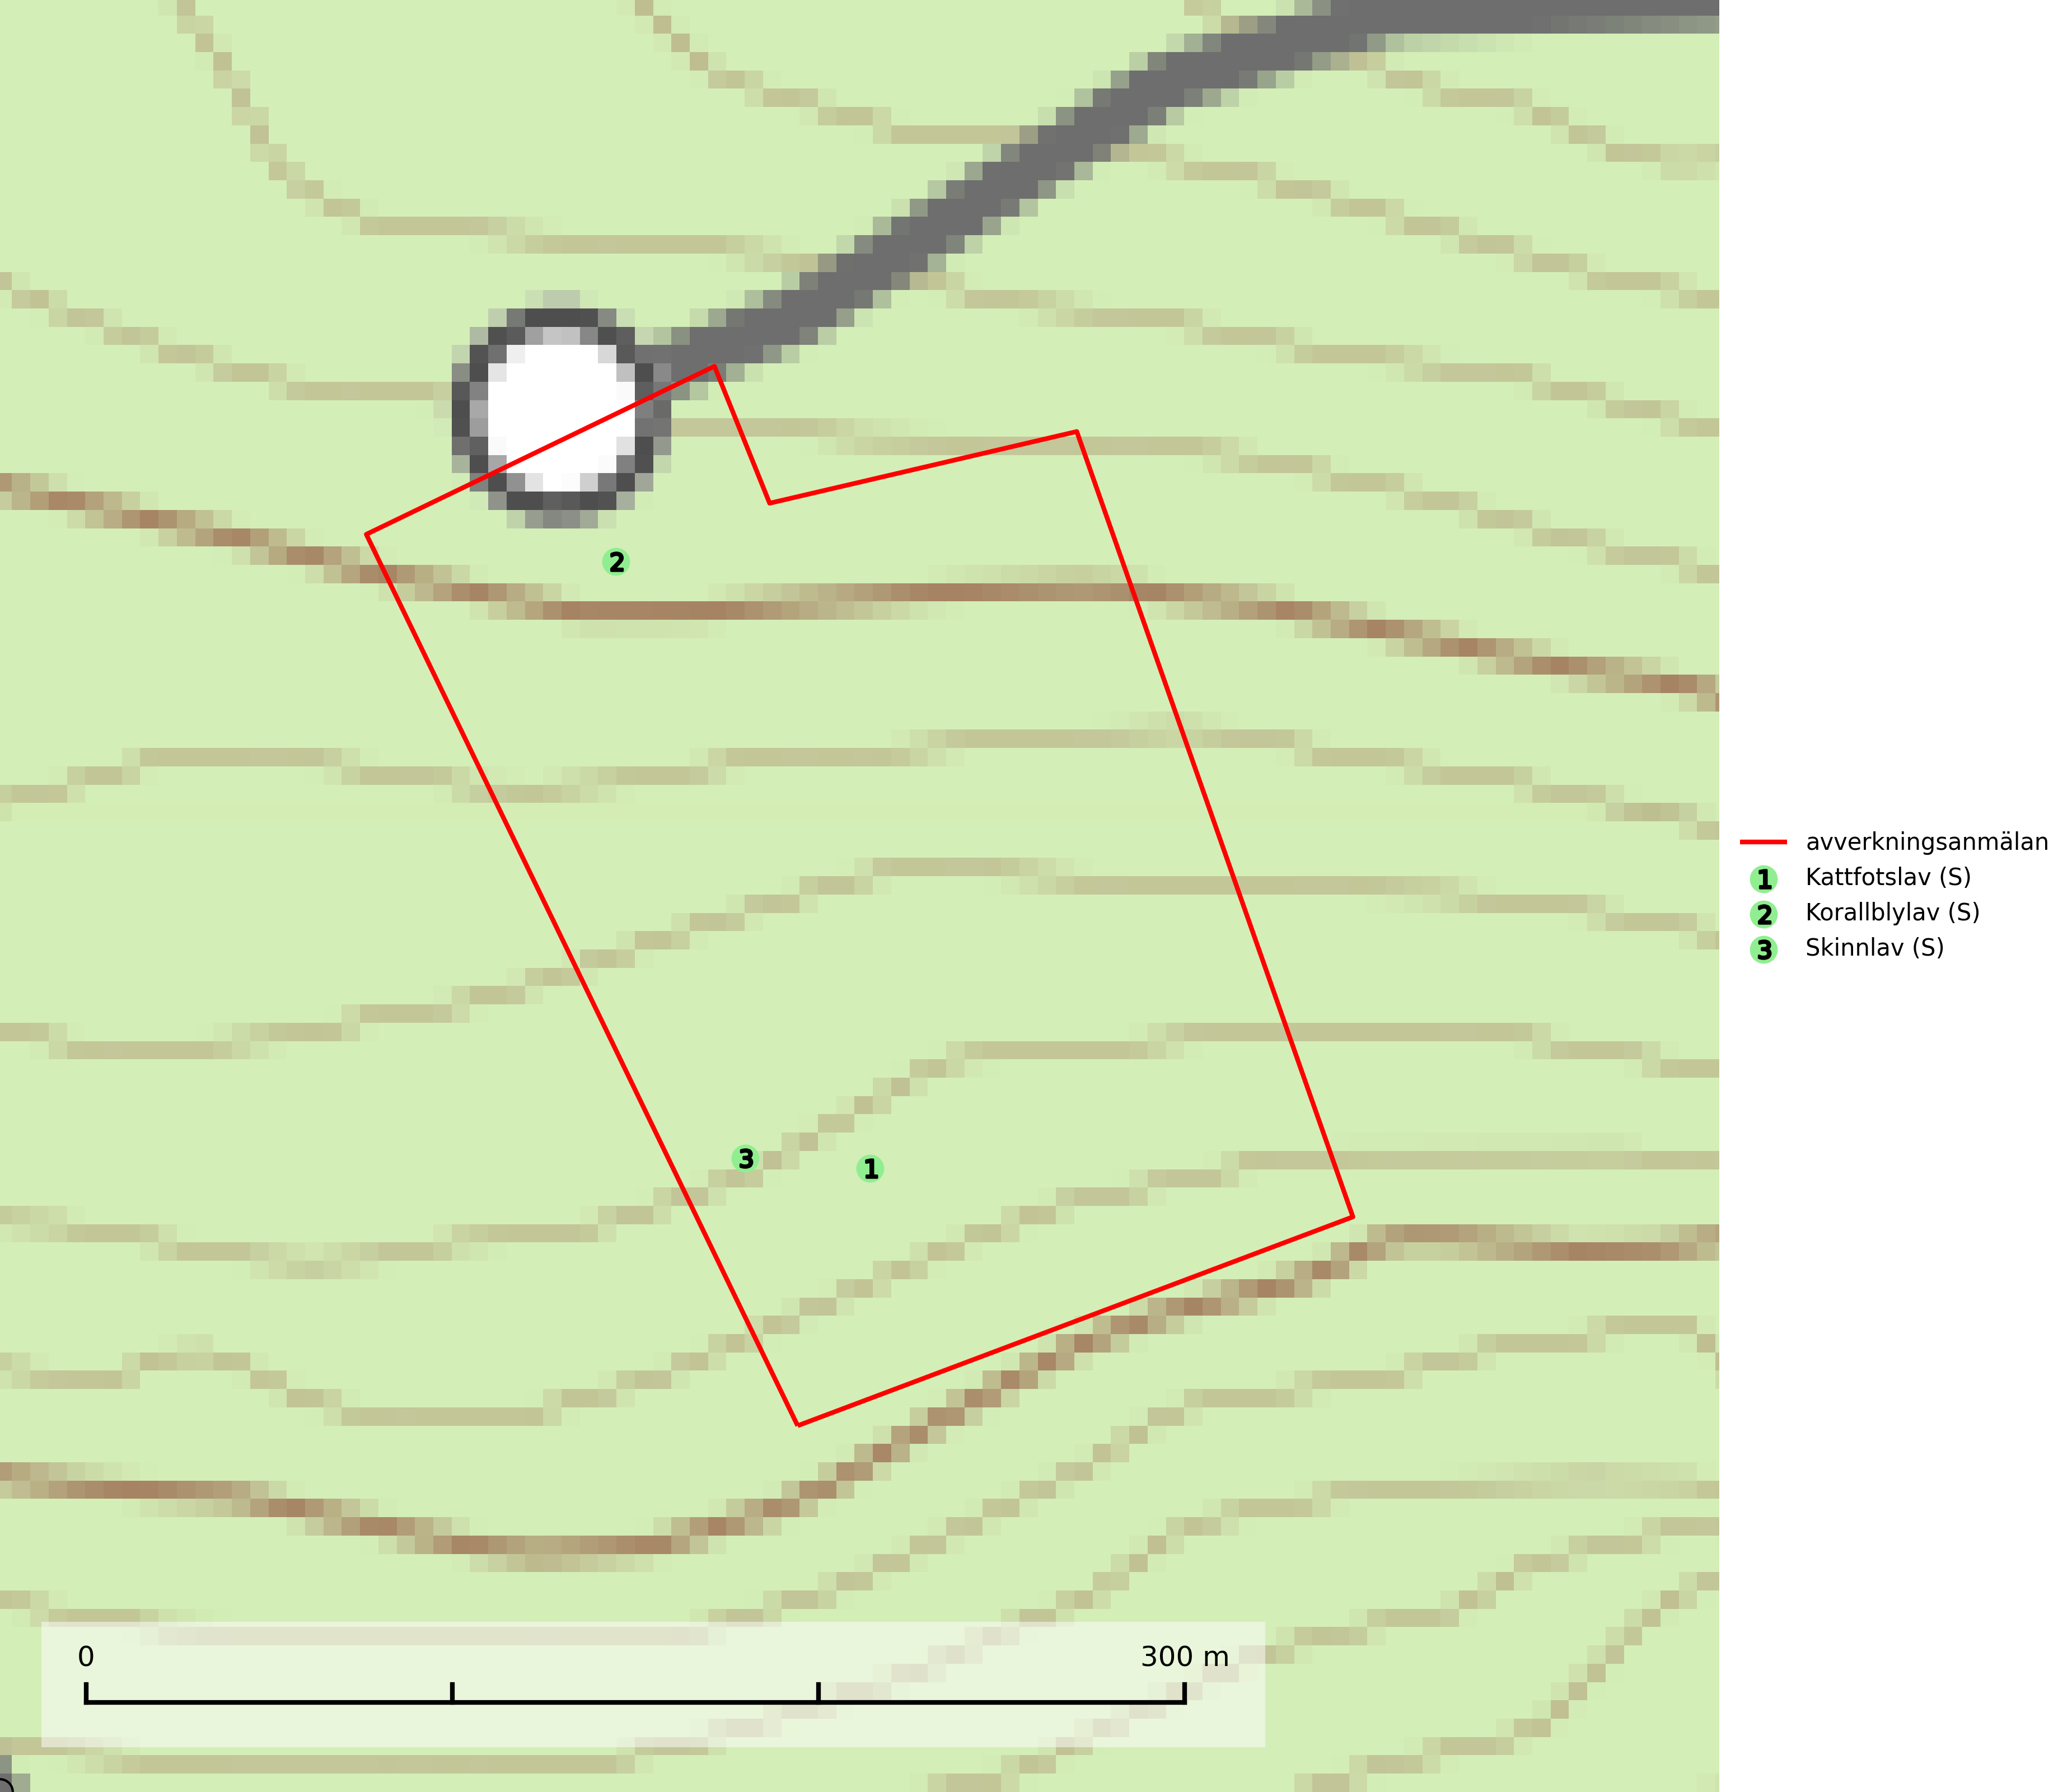 2
3
1
avverkningsanmälan
1 Kattfotslav (S)
2 Korallblylav (S)
3 Skinnlav (S)
0 300 m